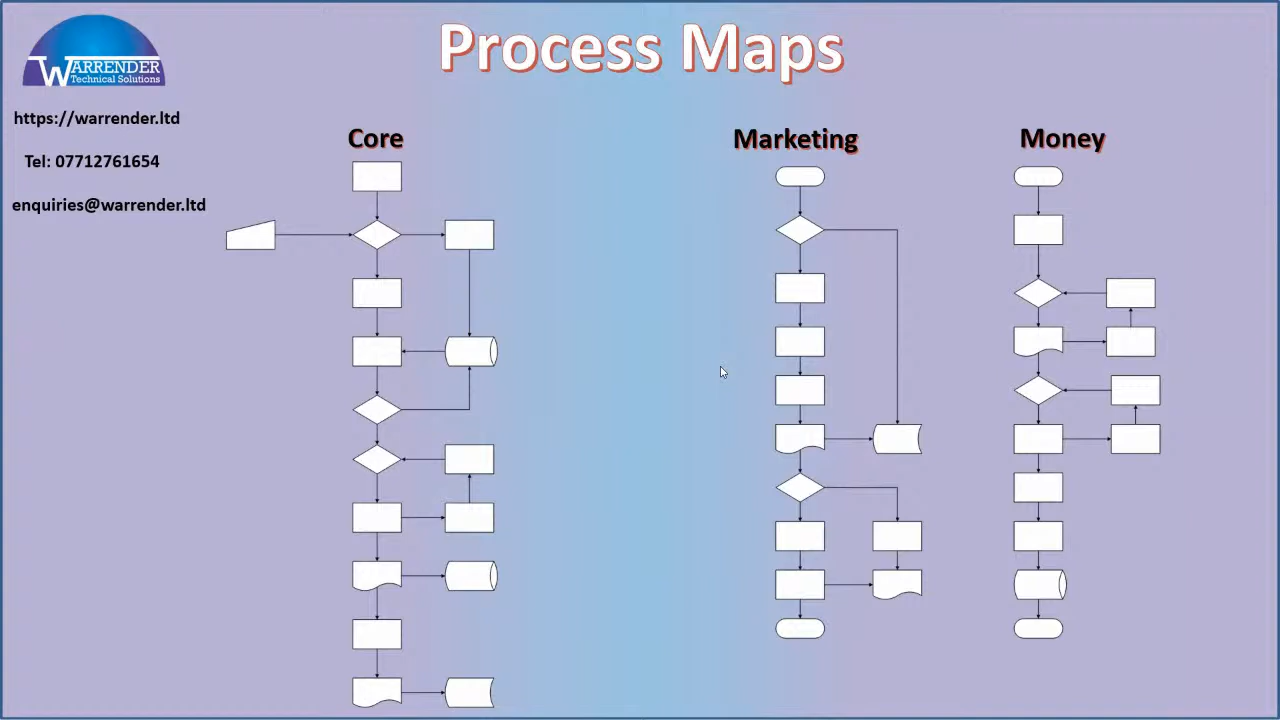 Process Maps
WARRENDER
Technical Solutions
https://warrender.ltd
Tel: 07712761654
enquiries@warrender.ltd
Core
Marketing
Money